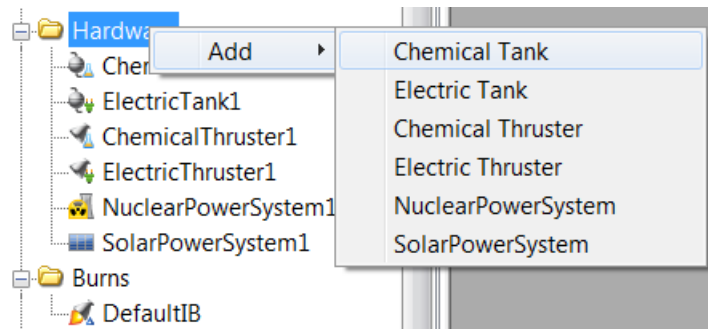 Hardwa
Add
Chemical Tank
Cher
Electric Tank
ElectricTank1
Chemical Thruster
ChemicalThruster1
Electric Thruster
ElectricThruster1
NuclearPowerSystem
NuclearPowerSystem1
SolarPowerSystem
SolarPowerSystem1
Burns
DefaultIB